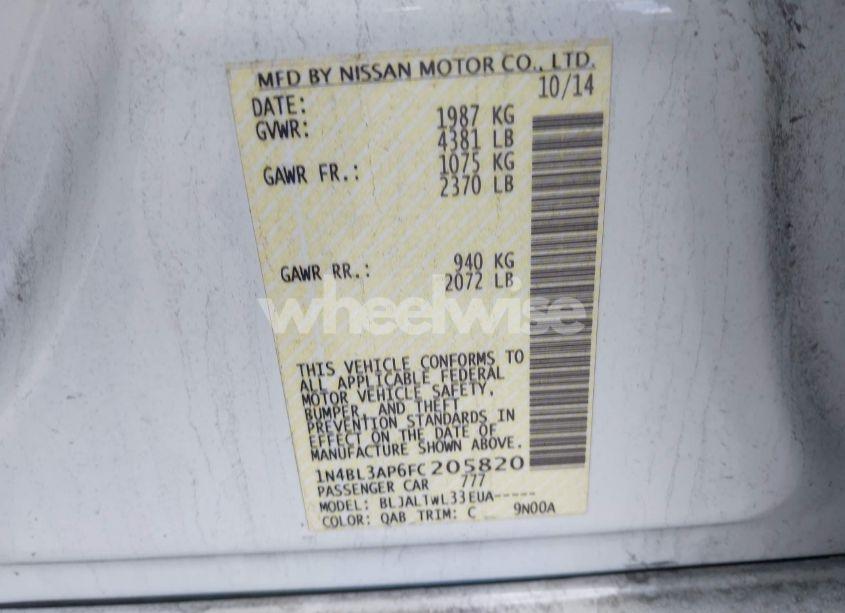 MFD BY NISSAN MOTOR CO., LTD.
DATE: 10/14
GVWR: 1987 KG
4381 LB
GAWR FR.: 1075 KG
2370 LB
GAWR RR.: 940 KG
2072 LB
wheelwise
THIS VEHICLE CONFORMS TO
ALL APPLICABLE FEDERAL
MOTOR VEHICLE SAFETY,
BUMPER, AND THEFT
PREVENTION STANDARDS IN
EFFECT ON THE DATE OF
MANUFACTURE SHOWN ABOVE.
1N4BL3AP6FC205820
PASSENGER CAR 777
MODEL: BLJALTWL33EUA-----
COLOR: QAB TRIM: C 9N00A